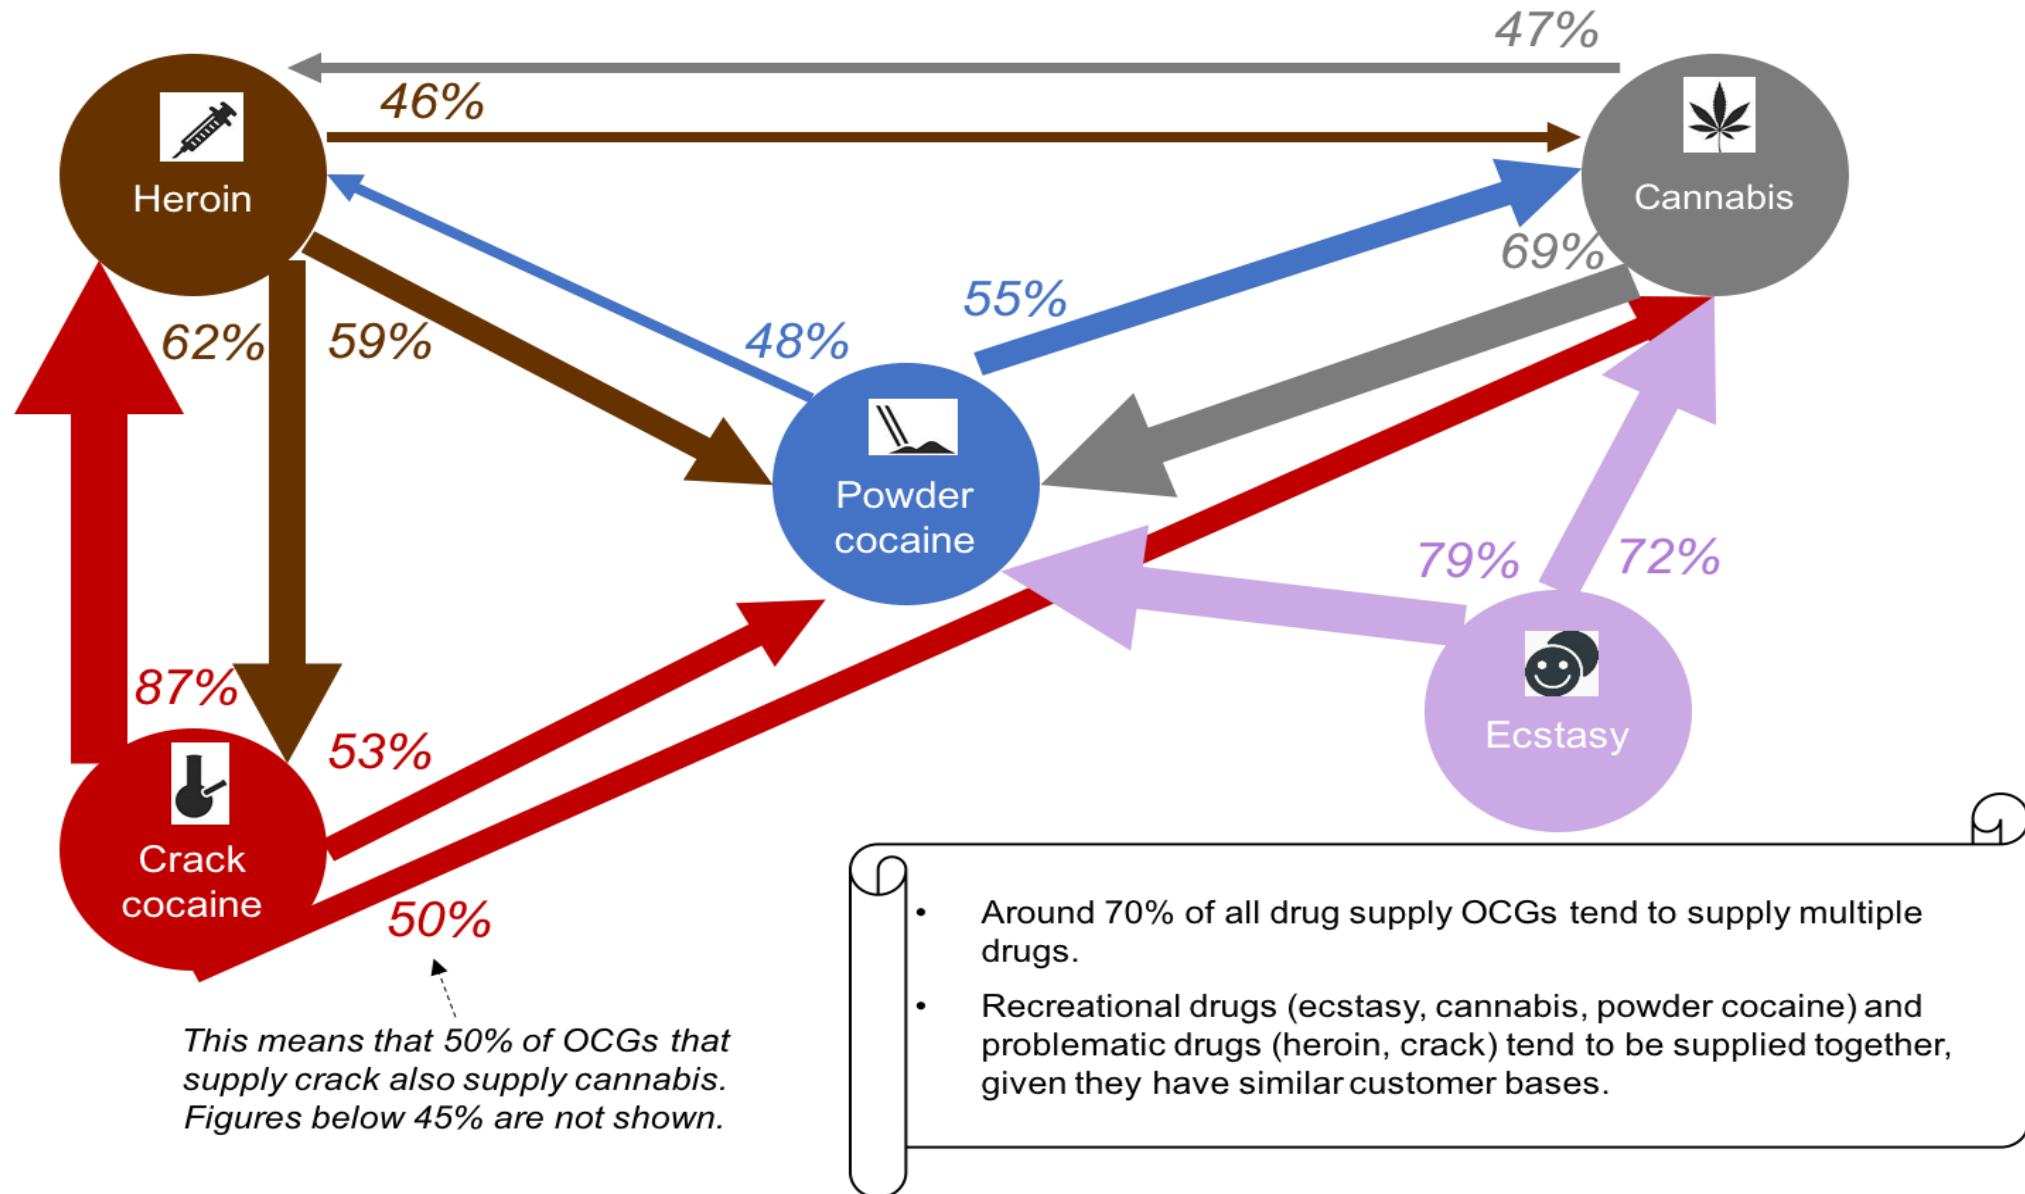 47%
46%
Heroin
Cannabis
69%
55%
62%
59%
48%
Powder
cocaine
79%
72%
87%
53%
Ecstasy
Crack
cocaine
50%
• Around 70% of all drug supply OCGs tend to supply multiple
drugs.
• Recreational drugs (ecstasy, cannabis, powder cocaine) and
problematic drugs (heroin, crack) tend to be supplied together,
given they have similar customer bases.
This means that 50% of OCGs that
supply crack also supply cannabis.
Figures below 45% are not shown.